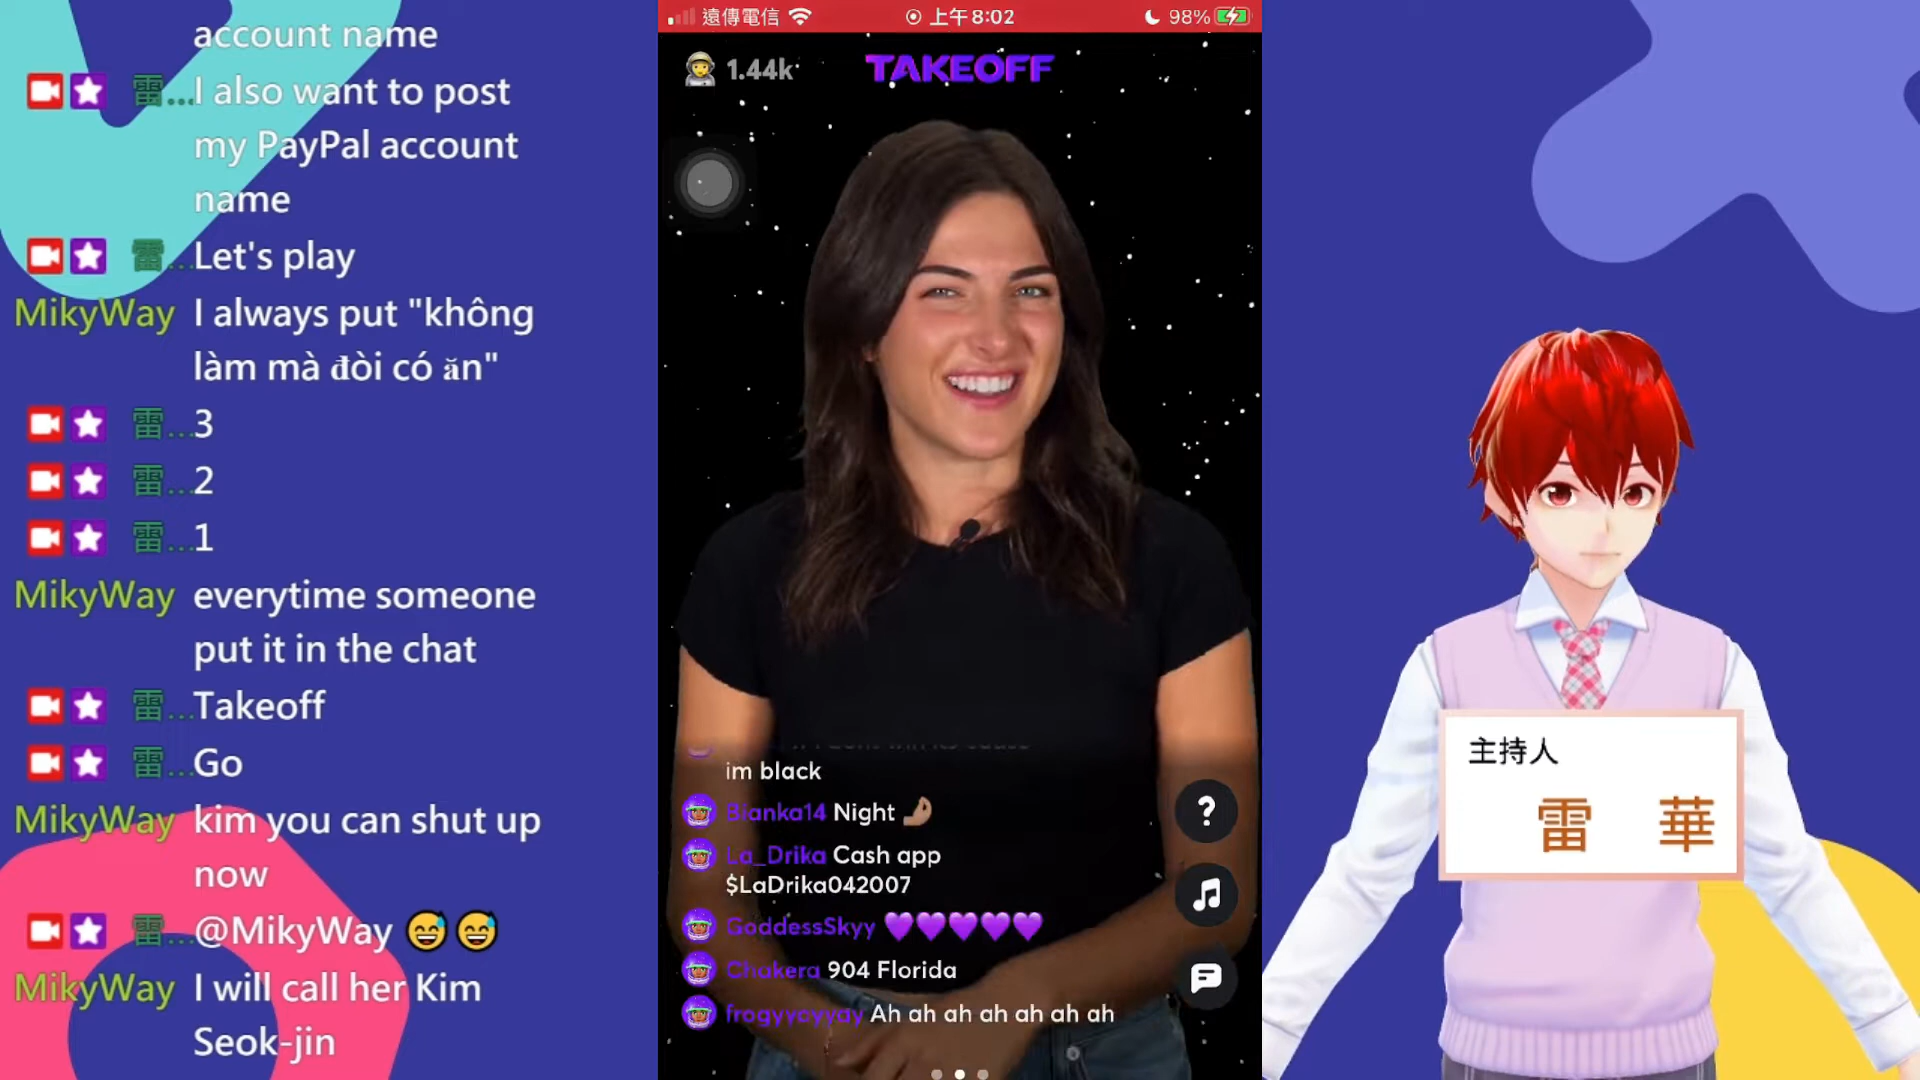 account name
雷...I also want to post
my PayPal account
name
雷...Let's play
MikyWay I always put "không
làm mà đòi có ăn"
雷...3
雷...2
雷...1
MikyWay everytime someone
put it in the chat
雷...Takeoff
雷...Go
MikyWay kim you can shut up
now
雷...@MikyWay 😅 😅
MikyWay I will call her Kim
Seok-jin
遠傳電信 上午8:02 98%
1.44k TAKEOFF
im black
Bianka14 Night 🤌🏽
La_Drika Cash app
$LaDrika042007
GoddessSkyy 💜💜💜💜💜
Chakera 904 Florida
Ah ah ah ah ah ah ah
?
主持人
雷 華